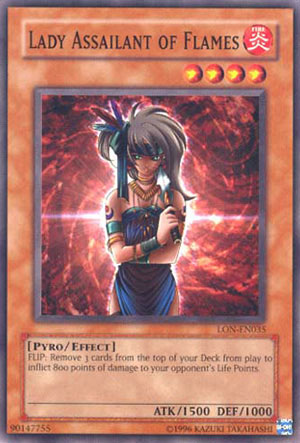 LADY ASSAILANT OF FLAMES
FIRE
炎
LON-EN035
[PYRO/EFFECT]
FLIP: Remove 3 cards from the top of your Deck from play to
inflict 800 points of damage to your opponent's Life Points.
ATK/1500 DEF/1000
90147755
©1996 KAZUKI TAKAHASHI